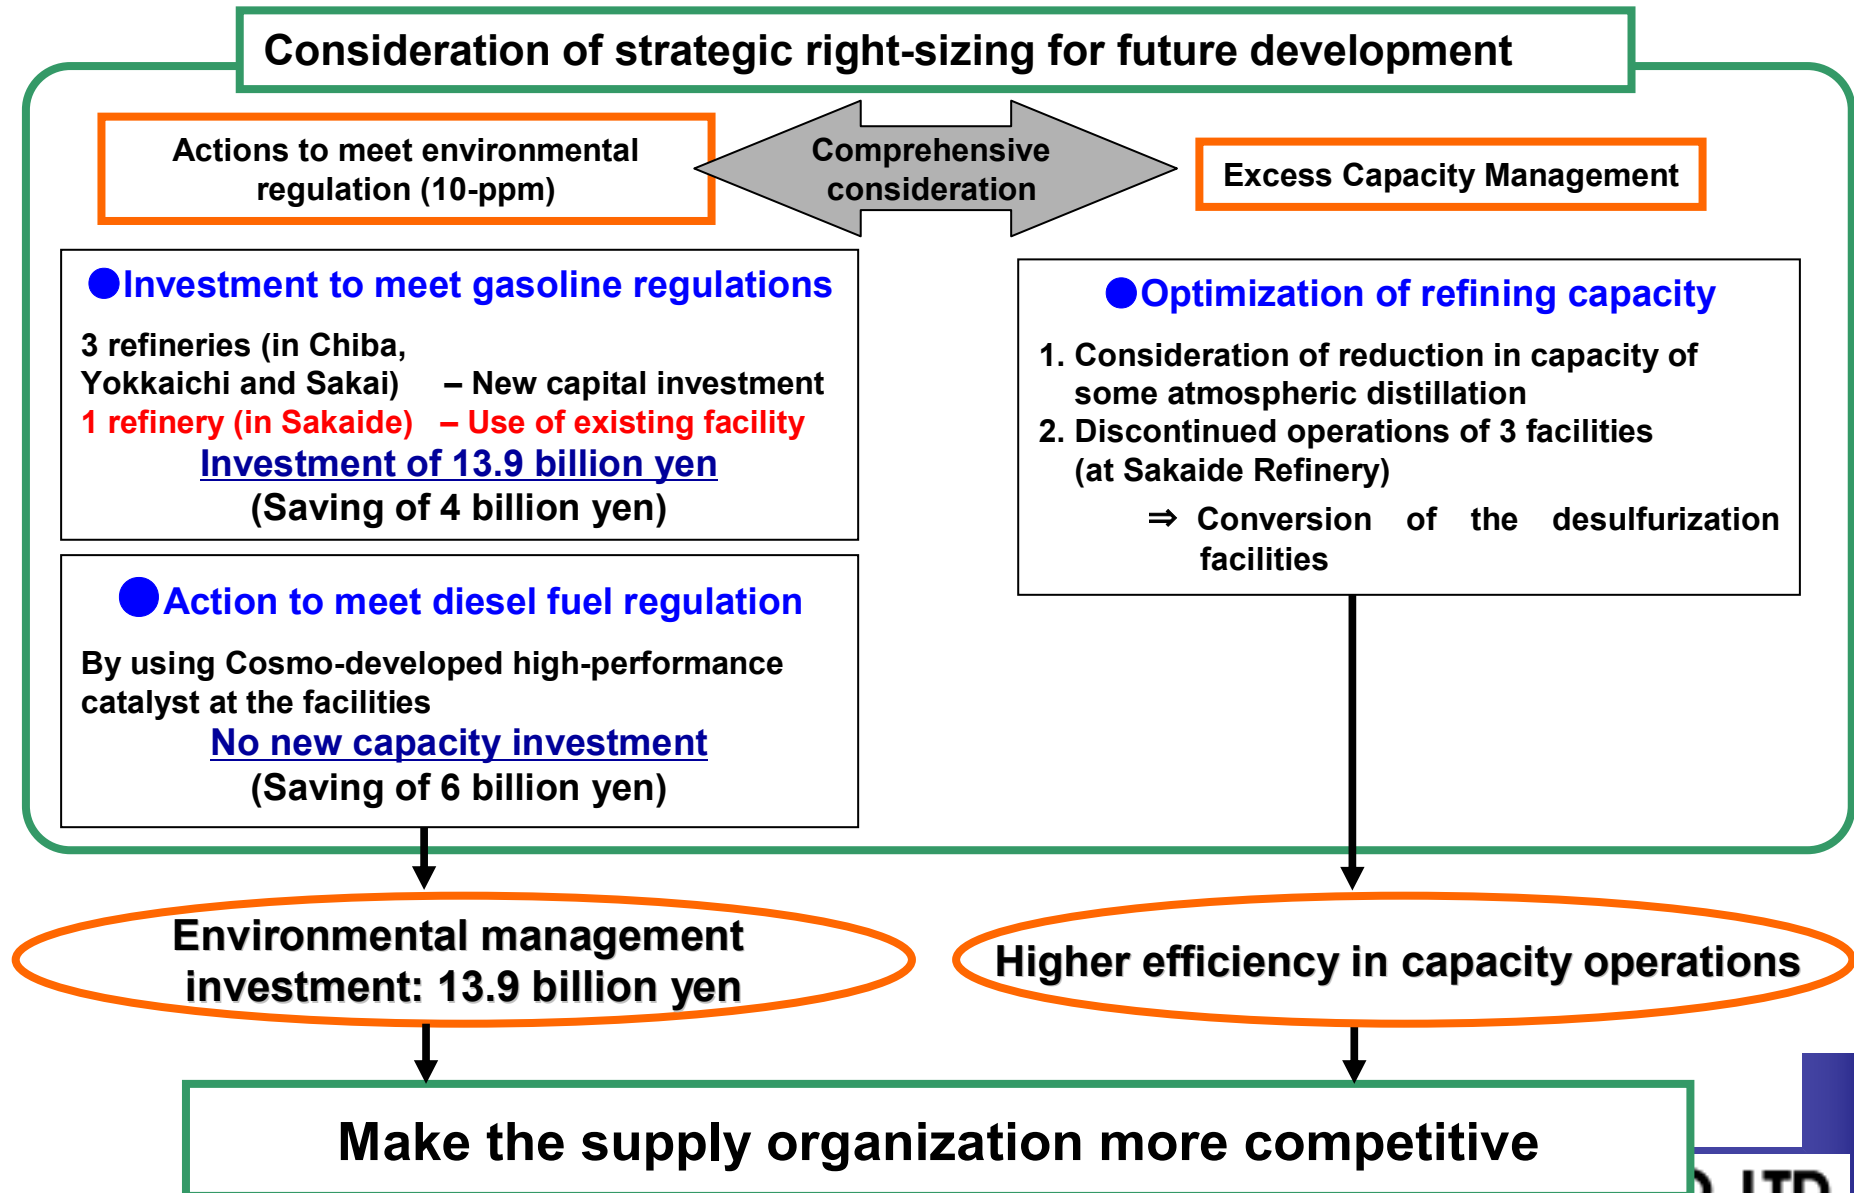 Consideration of strategic right-sizing for future development
Actions to meet environmental
regulation (10-ppm)
Comprehensive
consideration
Excess Capacity Management
●Investment to meet gasoline regulations
3 refineries (in Chiba,
Yokkaichi and Sakai) – New capital investment
1 refinery (in Sakaide) – Use of existing facility
Investment of 13.9 billion yen
(Saving of 4 billion yen)
●Action to meet diesel fuel regulation
By using Cosmo-developed high-performance
catalyst at the facilities
No new capacity investment
(Saving of 6 billion yen)
●Optimization of refining capacity
1. Consideration of reduction in capacity of
some atmospheric distillation
2. Discontinued operations of 3 facilities
(at Sakaide Refinery)
⇒ Conversion of the desulfurization
facilities
Environmental management
investment: 13.9 billion yen
Higher efficiency in capacity operations
Make the supply organization more competitive
LTD